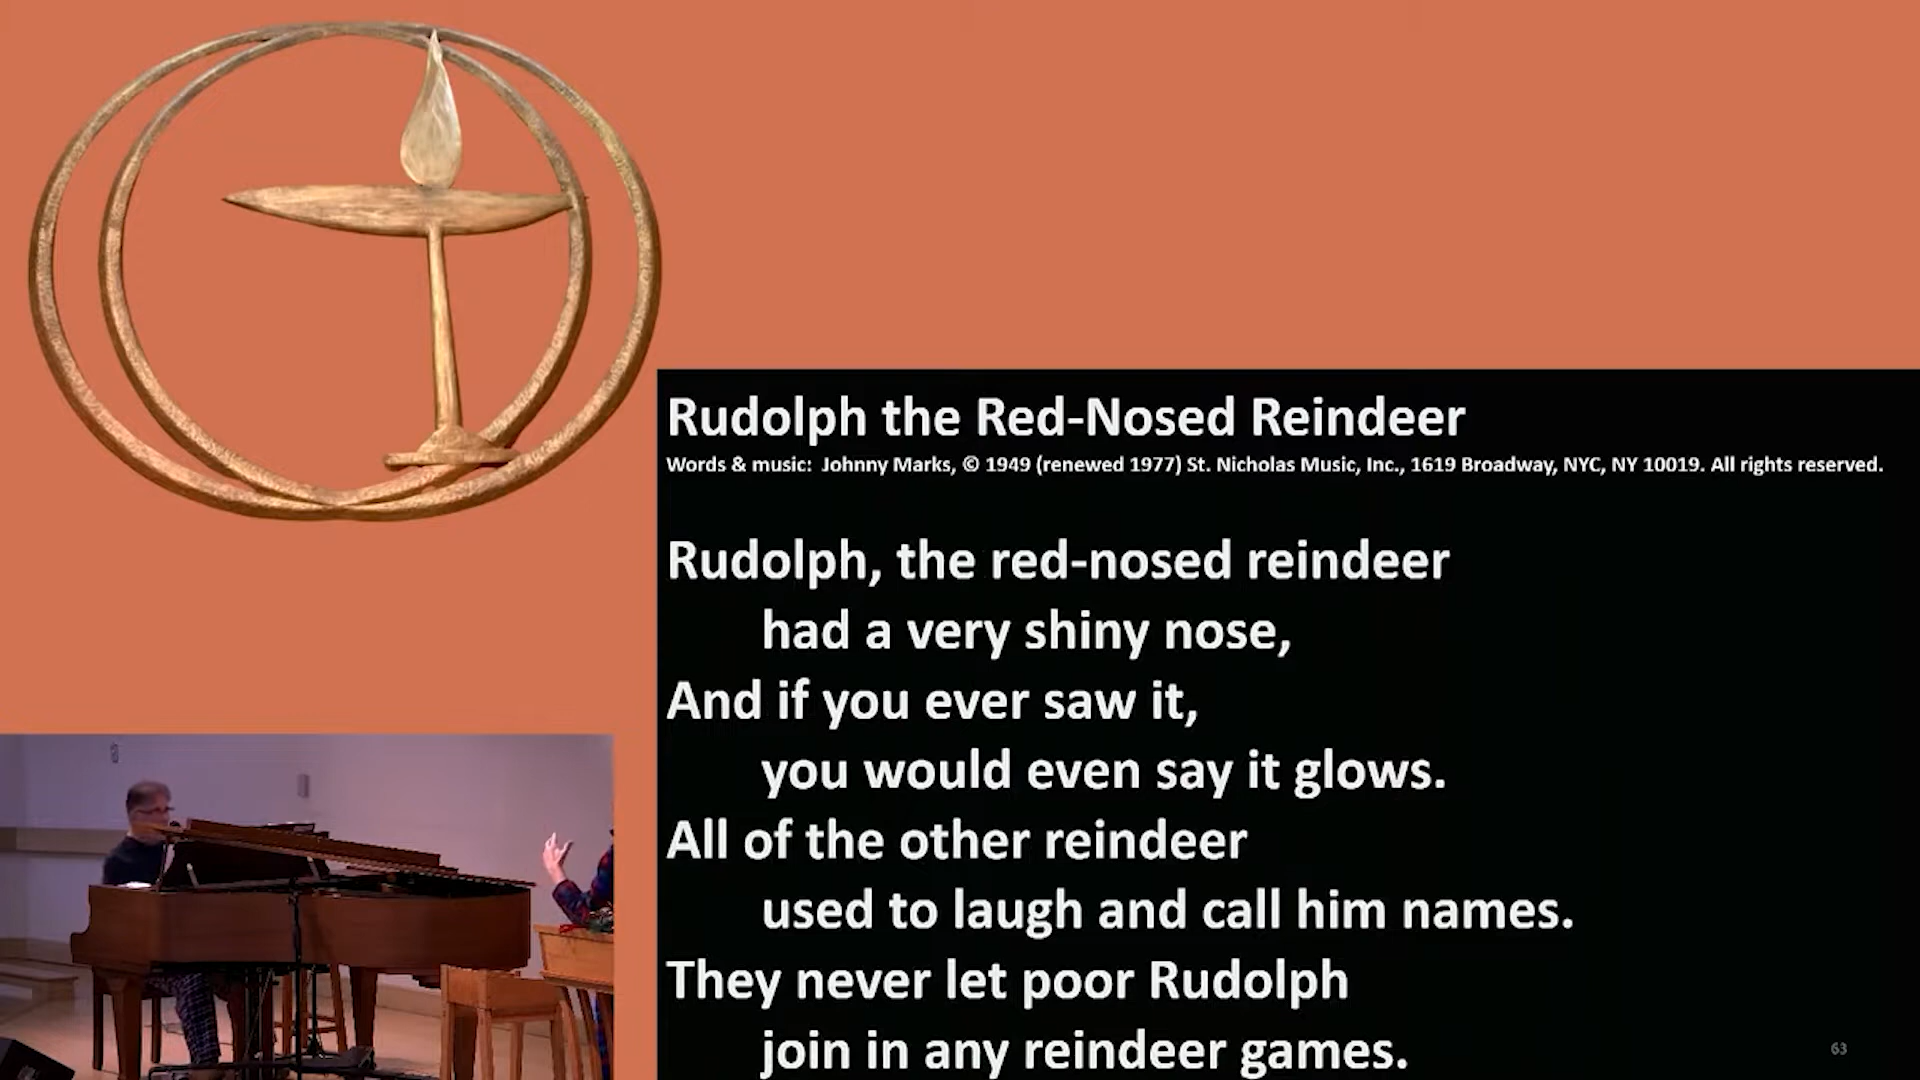 Rudolph the Red-Nosed Reindeer
Words & music: Johnny Marks, © 1949 (renewed 1977) St. Nicholas Music, Inc., 1619 Broadway, NYC, NY 10019. All rights reserved.
Rudolph, the red-nosed reindeer
had a very shiny nose,
And if you ever saw it,
you would even say it glows.
All of the other reindeer
used to laugh and call him names.
They never let poor Rudolph
join in any reindeer games.
63